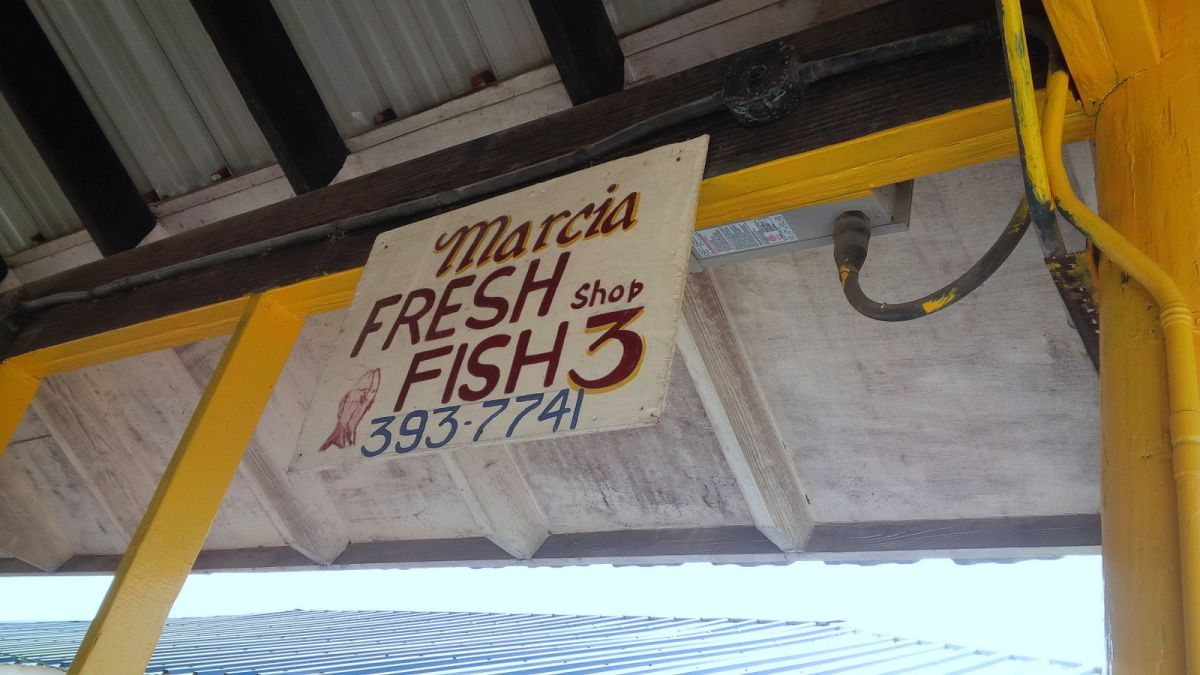 Marcia
FRESH Shop
FISH 3
393-7741